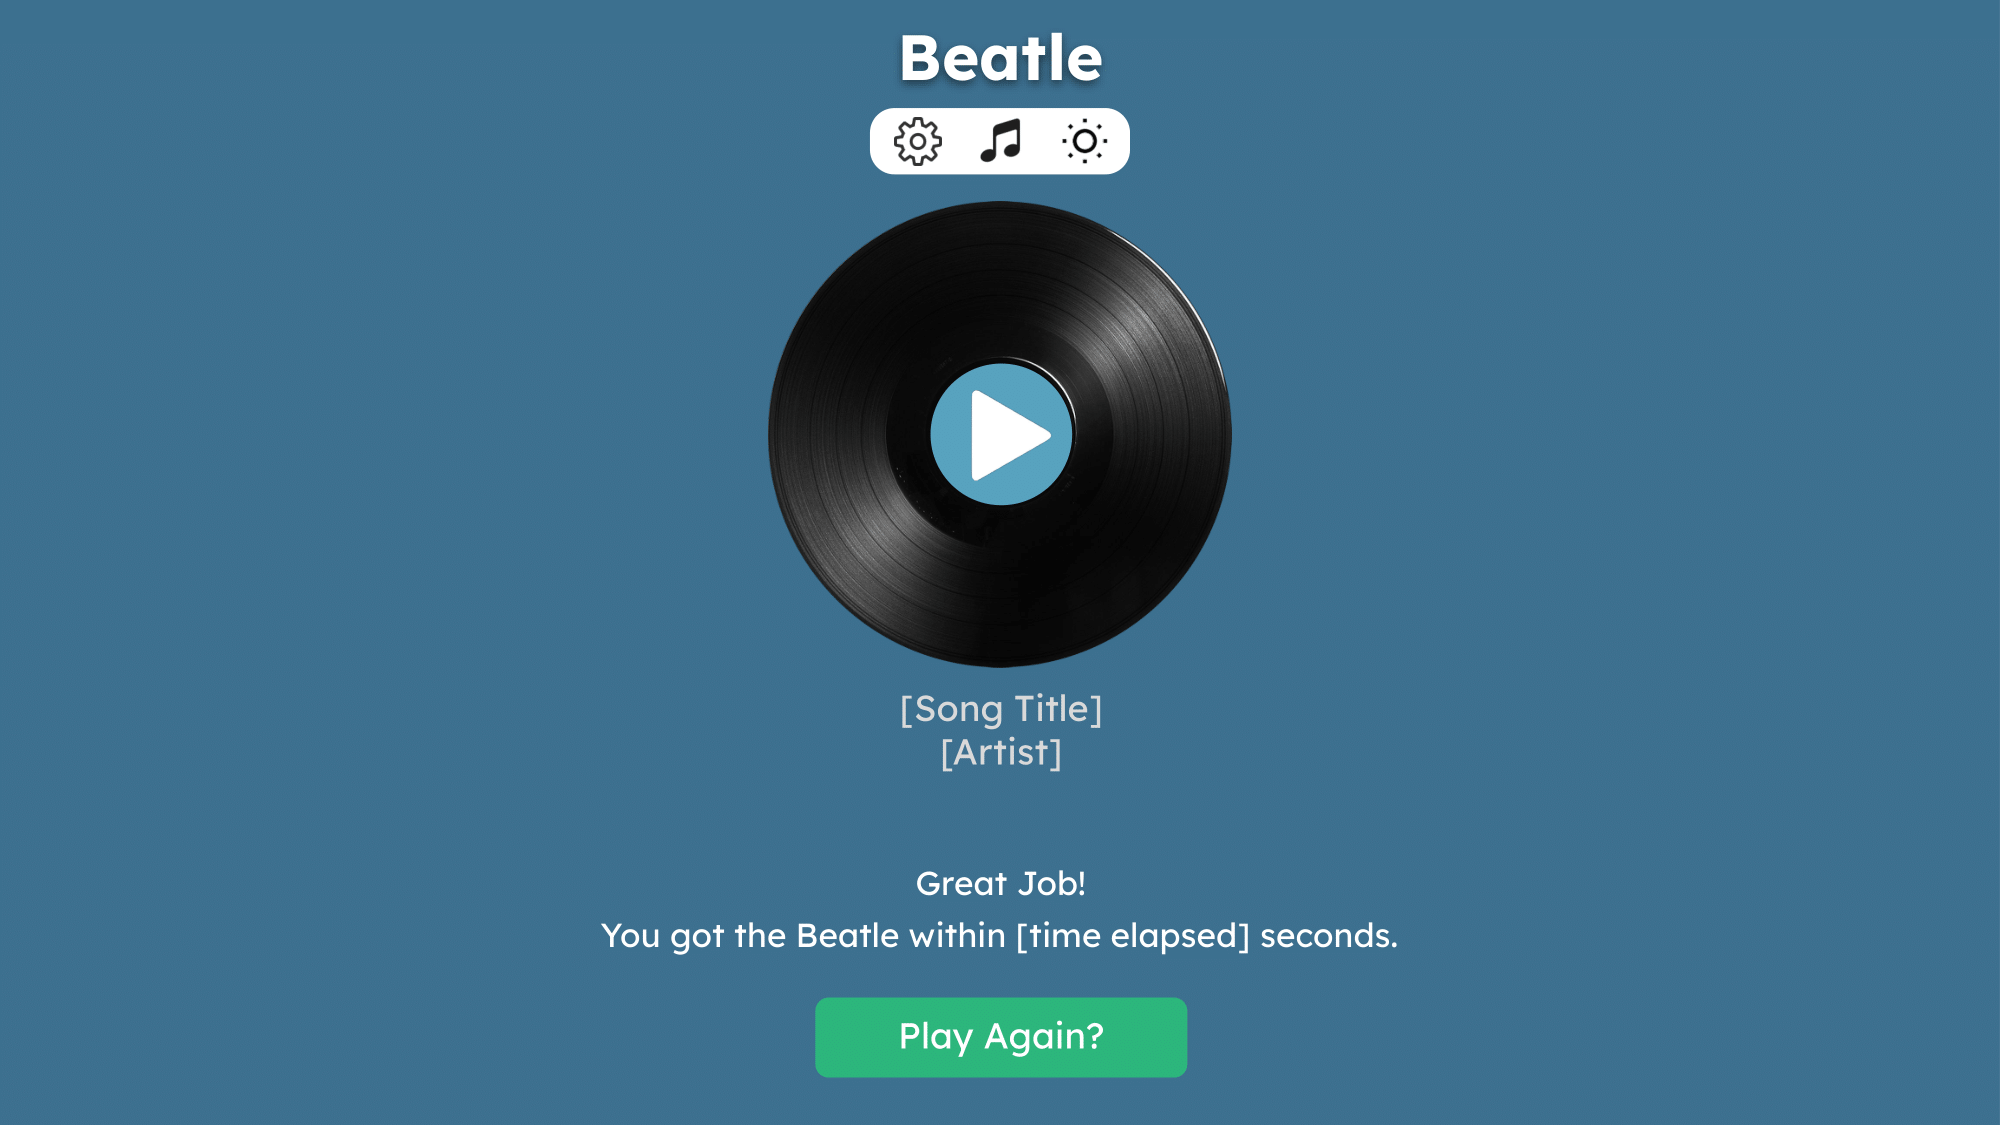 Beatle
[Song Title]
[Artist]
Great Job!
You got the Beatle within [time elapsed] seconds.
Play Again?